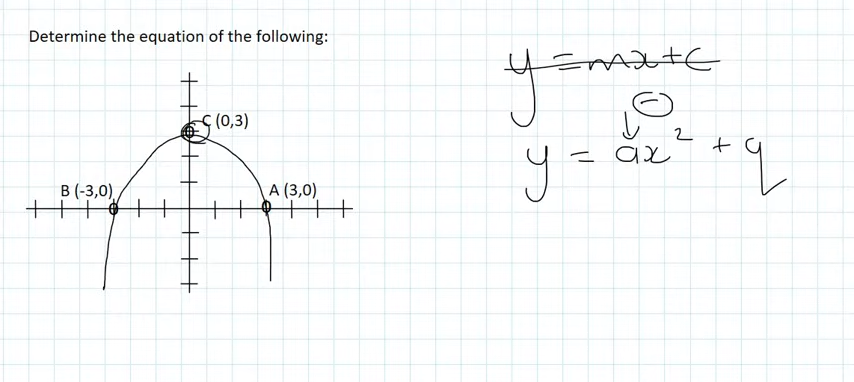 Determine the equation of the following:
y = mx + c
C (0,3)
(-)
y = ax² + q
B (-3,0)
A (3,0)